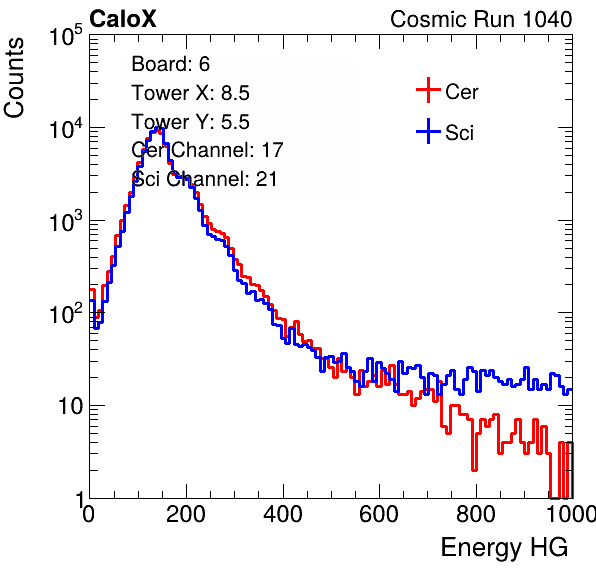 CaloX Cosmic Run 1040
Counts
10^5
10^4
10^3
10^2
10
1
Board: 6
Tower X: 8.5
Tower Y: 5.5
Cer Channel: 17
Sci Channel: 21
Cer
Sci
0 200 400 600 800 1000
Energy HG